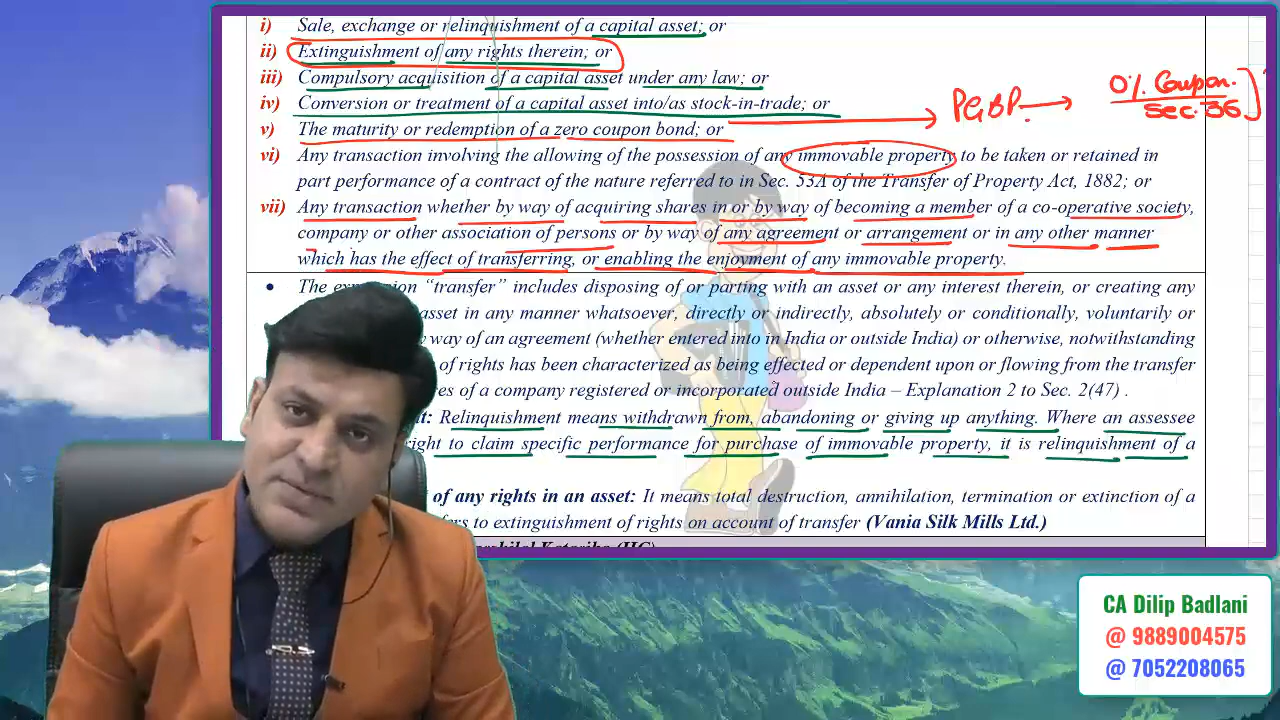 i) Sale, exchange or relinquishment of a capital asset; or
ii) Extinguishment of any rights therein; or
iii) Compulsory acquisition of a capital asset under any law; or
iv) Conversion or treatment of a capital asset into/as stock-in-trade; or
v) The maturity or redemption of a zero coupon bond; or
PGBP.
0% Coupon.
Sec. 36
vi) Any transaction involving the allowing of the possession of any immovable property to be taken or retained in
part performance of a contract of the nature referred to in Sec. 53A of the Transfer of Property Act, 1882; or
vii) Any transaction whether by way of acquiring shares in or by way of becoming a member of a co-operative society,
company or other association of persons or by way of any agreement or arrangement or in any other manner
which has the effect of transferring, or enabling the enjoyment of any immovable property.
• The expression “transfer” includes disposing of or parting with an asset or any interest therein, or creating any
asset in any manner whatsoever, directly or indirectly, absolutely or conditionally, voluntarily or
way of an agreement (whether entered into in India or outside India) or otherwise, notwithstanding
of rights has been characterized as being effected or dependent upon or flowing from the transfer
of a company registered or incorporated outside India – Explanation 2 to Sec. 2(47) .
Relinquishment means withdrawn from, abandoning or giving up anything. Where an assessee
right to claim specific performance for purchase of immovable property, it is relinquishment of a
of any rights in an asset: It means total destruction, annihilation, termination or extinction of a
to extinguishment of rights on account of transfer (Vania Silk Mills Ltd.)
CA Dilip Badlani
@ 9889004575
@ 7052208065